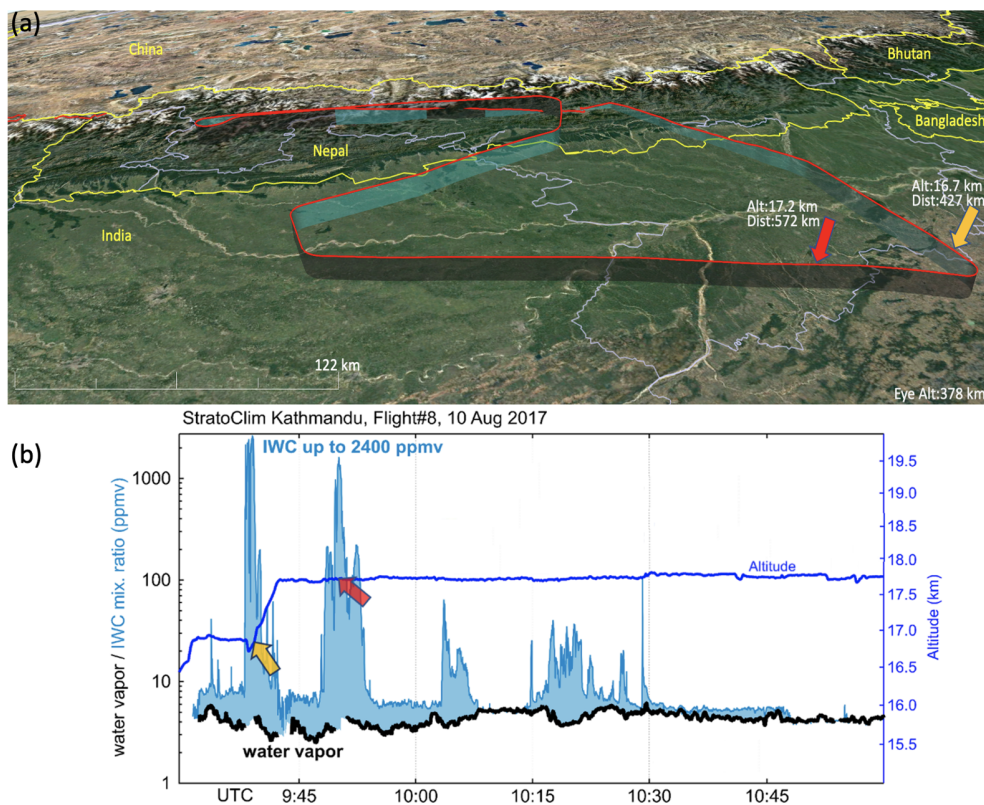 (a)
China
Bhutan
Bangladesh
Nepal
Alt:16.7 km
Dist:427 km
Alt:17.2 km
Dist:572 km
India
122 km
Eye Alt:378 km
StratoClim Kathmandu, Flight#8, 10 Aug 2017
(b)
IWC up to 2400 ppmv
water vapor / IWC mix. ratio (ppmv)
1000
100
10
1
19.5
19.0
18.5
18.0
17.0
16.5
16.0
15.5
Altitude (km)
Altitude
water vapor
UTC
9:45
10:00
10:15
10:30
10:45